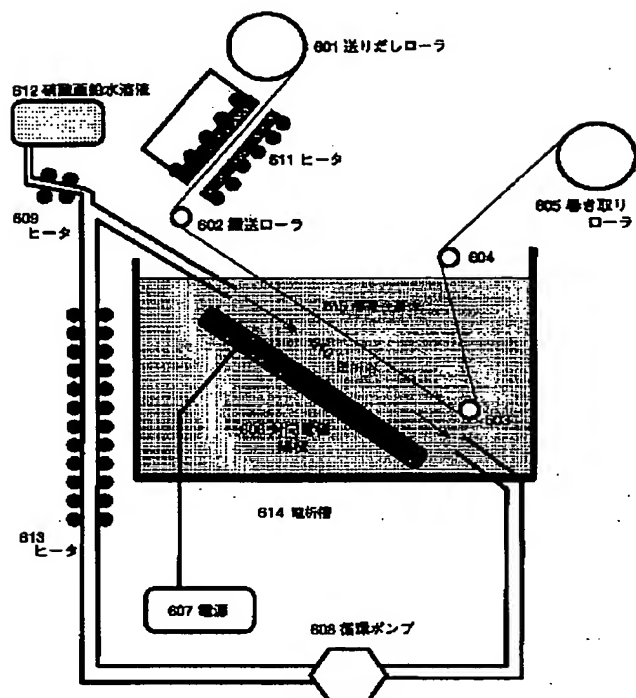 601 送りだしローラ
612 硝酸亜鉛水溶液
611 ヒータ
609
ヒータ
602 搬送ローラ
605 巻き取り
ローラ
604
603
613
ヒータ
614 電析槽
607 電源
608 循環ポンプ